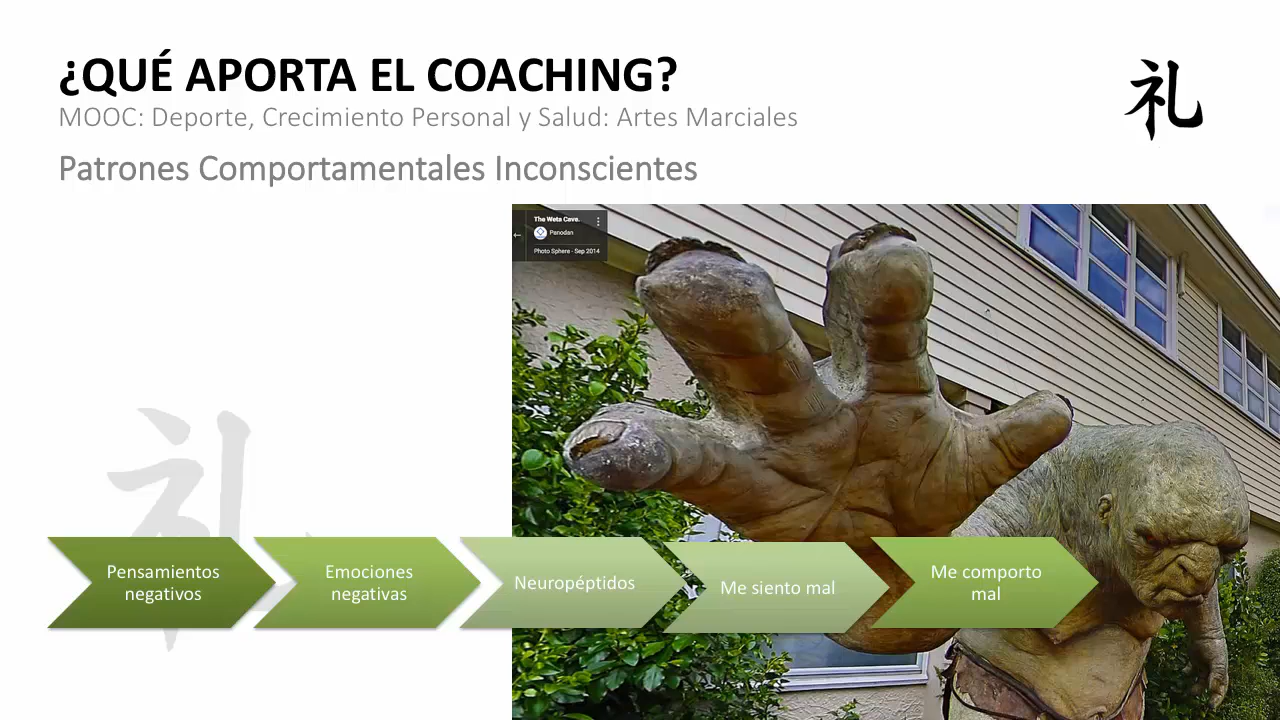 ¿QUÉ APORTA EL COACHING?
MOOC: Deporte, Crecimiento Personal y Salud: Artes Marciales
礼
Patrones Comportamentales Inconscientes
The Weta Cave.
Panodan
Photo Sphere - Sep 2014
礼
Pensamientos
negativos
Emociones
negativas
Neuropéptidos
Me siento mal
Me comporto
mal